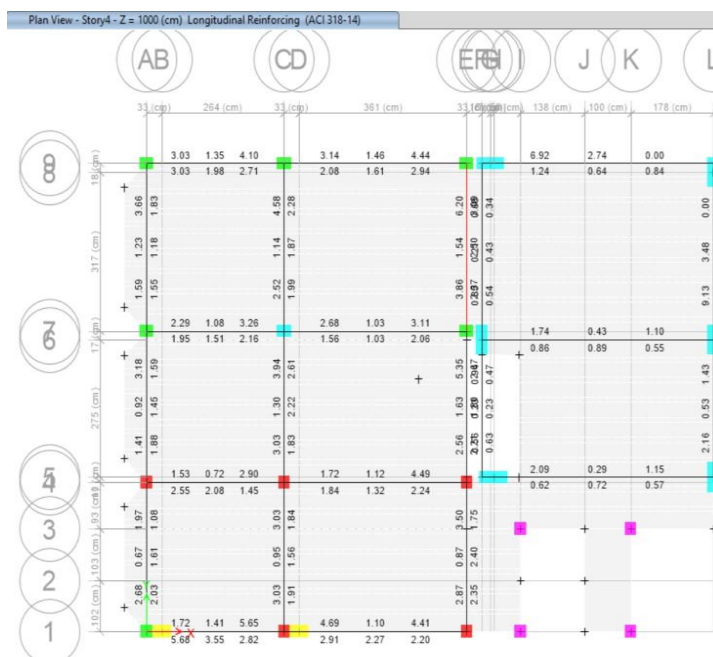 Plan View - Story4 - Z = 1000 (cm) Longitudinal Reinforcing (ACI 318-14)
A B C D E I J K L
33 (cm) 264 (cm) 33 (cm) 361 (cm) 138 (cm) 100 (cm) 178 (cm)
9
8
317 (cm)
7
6
275 (cm)
5
4
93 (cm)
3
103 (cm)
2
102 (cm)
1
3.03 1.35 4.10 3.14 1.46 4.44 6.92 2.74 0.00
3.03 1.98 2.71 2.08 1.61 2.94 1.24 0.64 0.84
3.66 1.83 4.58 2.28 6.20 0.34 0.00
1.23 1.18 1.14 1.87 1.54 0.43 3.48
1.59 1.55 2.52 1.99 3.86 0.54 9.13
2.29 1.08 3.26 2.68 1.03 3.11 1.74 0.43 1.10
1.95 1.51 2.16 1.56 1.03 2.06 0.86 0.89 0.55
3.18 1.59 3.94 2.61 5.35 0.47 1.43
0.92 1.45 1.30 2.22 1.63 0.23 0.53
1.41 1.88 3.03 1.83 2.56 0.63 2.16
1.53 0.72 2.90 1.72 1.12 4.49 2.09 0.29 1.15
2.55 2.08 1.45 1.84 1.32 2.24 0.62 0.72 0.57
1.97 1.08 3.03 1.84 3.50 1.75
0.67 1.61 0.95 1.56 0.87 2.40
2.68 2.03 3.03 1.91 2.87 2.35
1.72 1.41 5.65 4.69 1.10 4.41
X
5.68 3.55 2.82 2.91 2.27 2.20